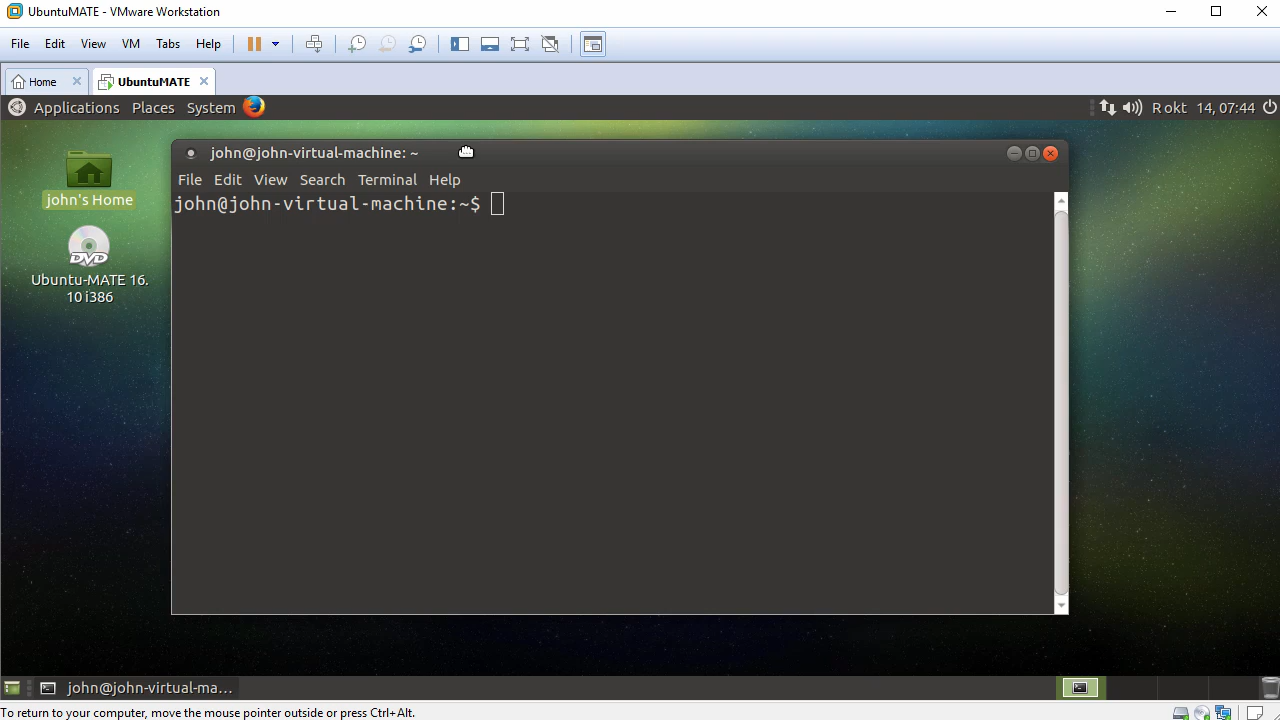 UbuntuMATE - VMware Workstation
File Edit View VM Tabs Help
Home UbuntuMATE
Applications Places System R okt 14, 07:44
john@john-virtual-machine: ~
File Edit View Search Terminal Help
john@john-virtual-machine:~$
john's Home
DVD
Ubuntu-MATE 16.
10 i386
john@john-virtual-ma...
To return to your computer, move the mouse pointer outside or press Ctrl+Alt.